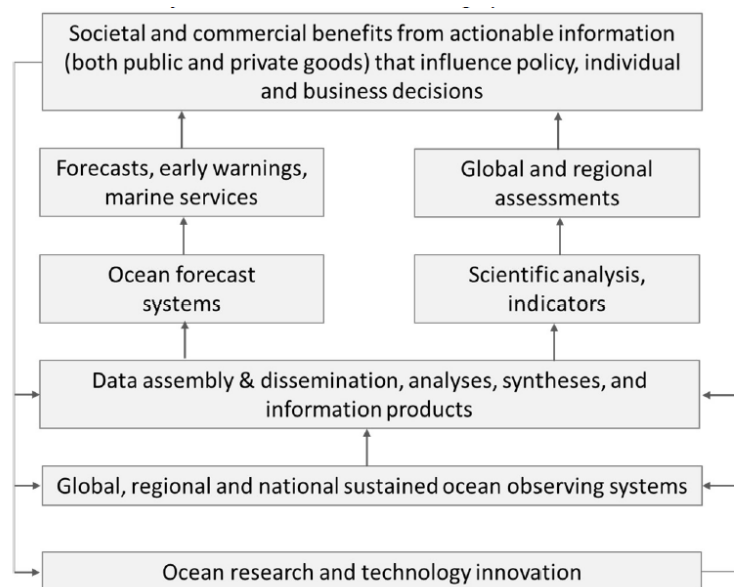 Societal and commercial benefits from actionable information
(both public and private goods) that influence policy, individual
and business decisions
Forecasts, early warnings,
marine services
Global and regional
assessments
Ocean forecast
systems
Scientific analysis,
indicators
Data assembly & dissemination, analyses, syntheses, and
information products
Global, regional and national sustained ocean observing systems
Ocean research and technology innovation